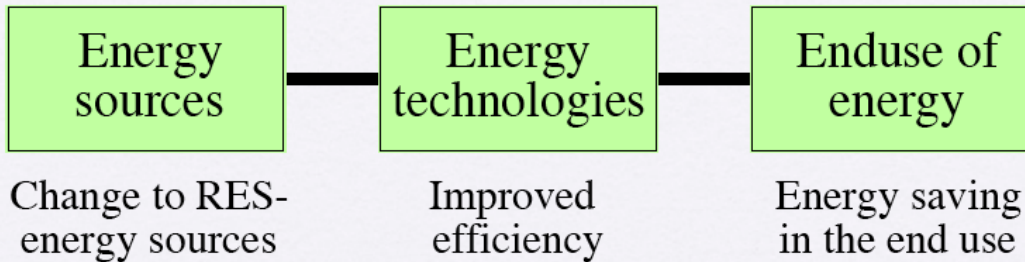 Energy
sources
Energy
technologies
Enduse of
energy
Change to RES-
energy sources
Improved
efficiency
Energy saving
in the end use